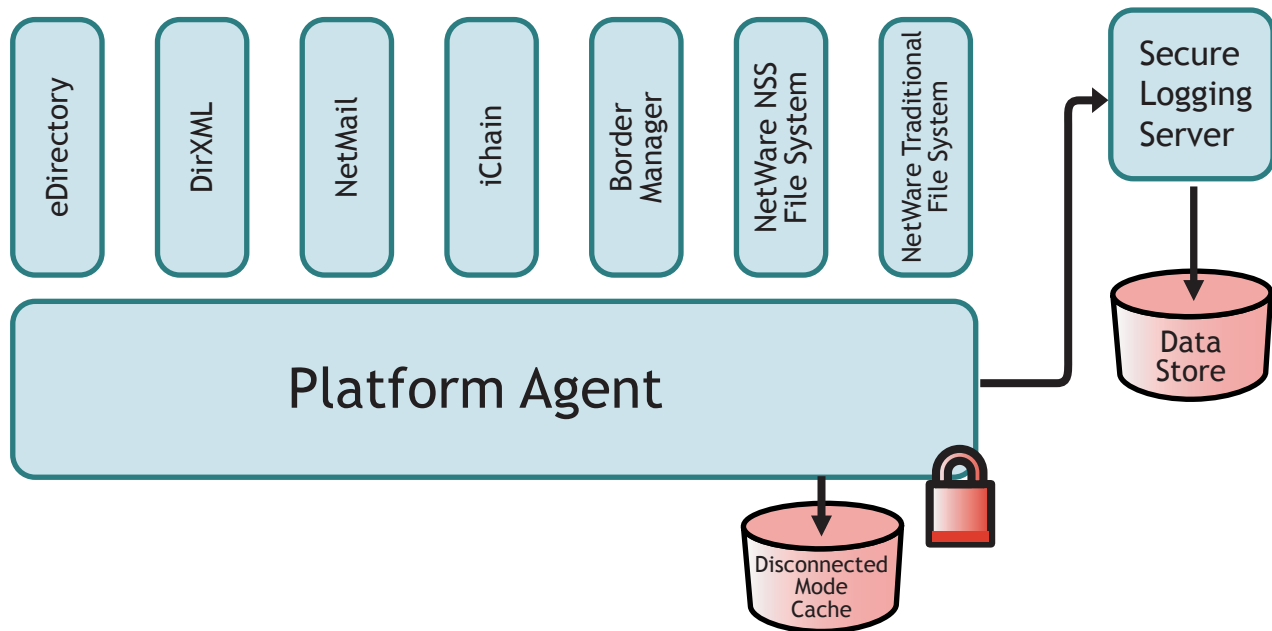 eDirectory
DirXML
NetMail
iChain
Border
Manager
NetWare NSS
File System
NetWare Traditional
File System
Secure
Logging
Server
Platform Agent
Data
Store
Disconnected
Mode
Cache